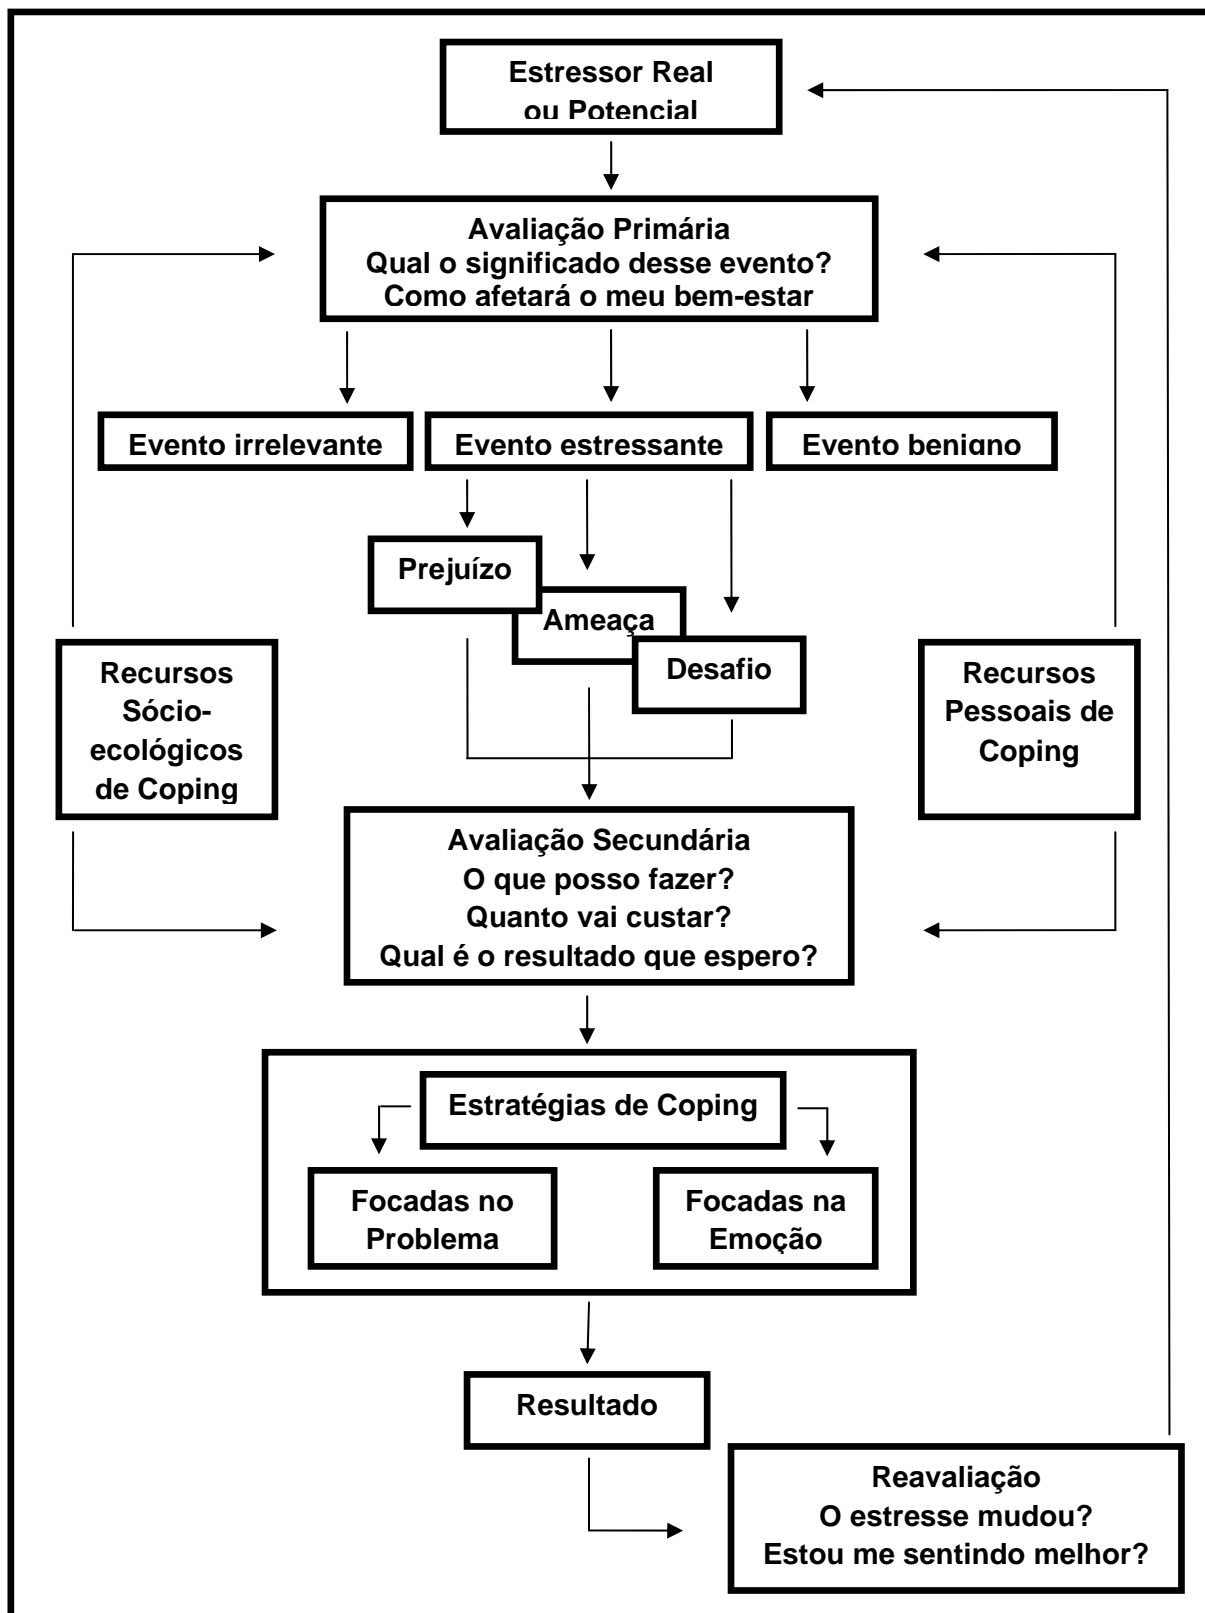 Estressor Real
ou Potencial
Avaliação Primária
Qual o significado desse evento?
Como afetará o meu bem-estar
Evento irrelevante
Evento estressante
Evento benigno
Prejuízo
Ameaça
Desafio
Recursos
Sócio-
ecológicos
de Coping
Recursos
Pessoais de
Coping
Avaliação Secundária
O que posso fazer?
Quanto vai custar?
Qual é o resultado que espero?
Estratégias de Coping
Focadas no
Problema
Focadas na
Emoção
Resultado
Reavaliação
O estresse mudou?
Estou me sentindo melhor?